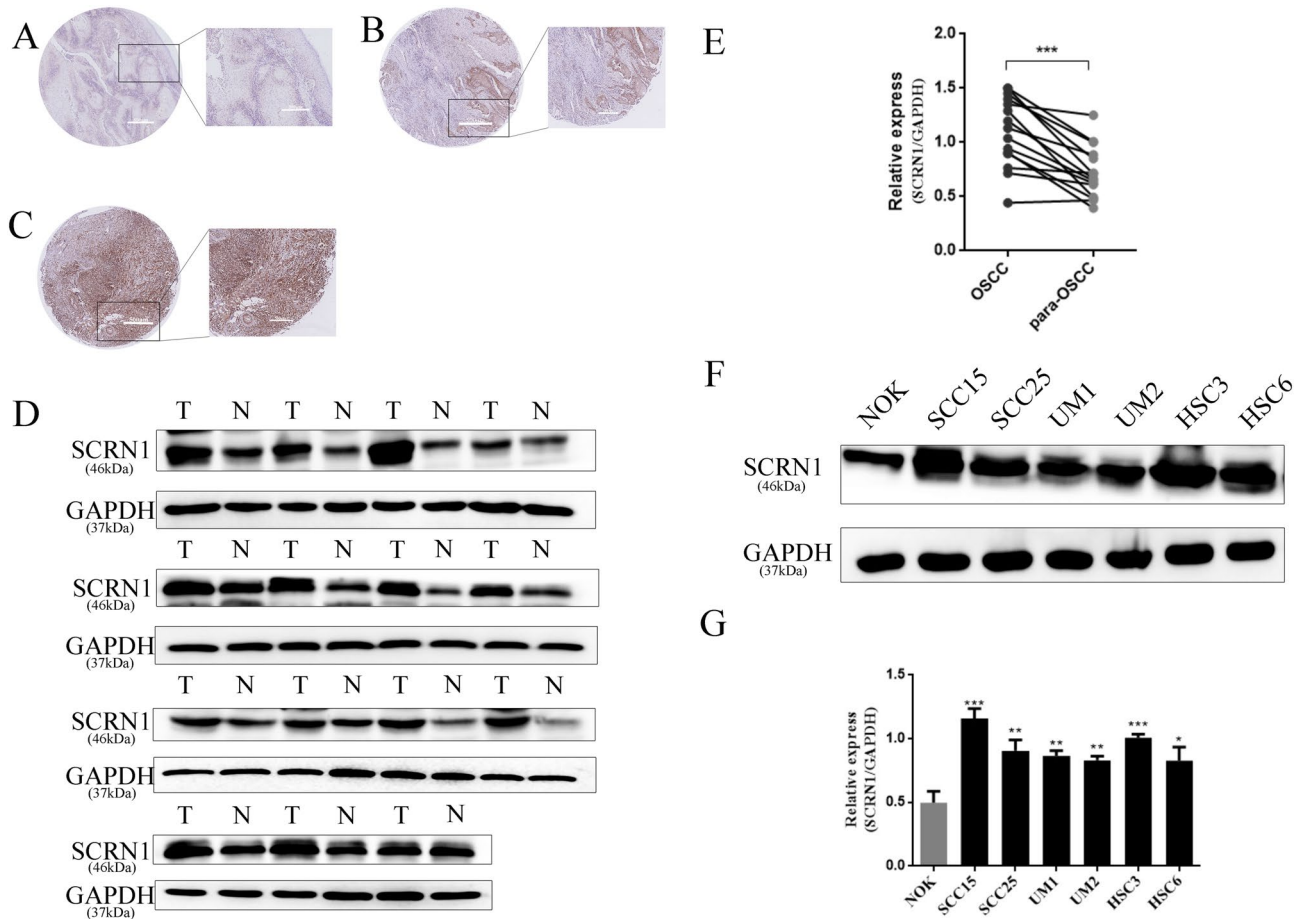 A
B
C
D
T N T N T N T N
SCRN1
(46kDa)
GAPDH
(37kDa)
T N T N T N T N
SCRN1
(46kDa)
GAPDH
(37kDa)
T N T N T N T N
SCRN1
(46kDa)
GAPDH
(37kDa)
T N T N T N
SCRN1
(46kDa)
GAPDH
(37kDa)
E
Relative express
(SCRN1/GAPDH)
2.0
1.5
1.0
0.5
0.0
***
OSCC
para-OSCC
F
NOK SCC15 SCC25 UM1 UM2 HSC3 HSC6
SCRN1
(46kDa)
GAPDH
(37kDa)
G
Relative express
(SCRN1/GAPDH)
1.5
1.0
0.5
0.0
*** ** ** ** *** *
NOK SCC15 SCC25 UM1 UM2 HSC3 HSC6